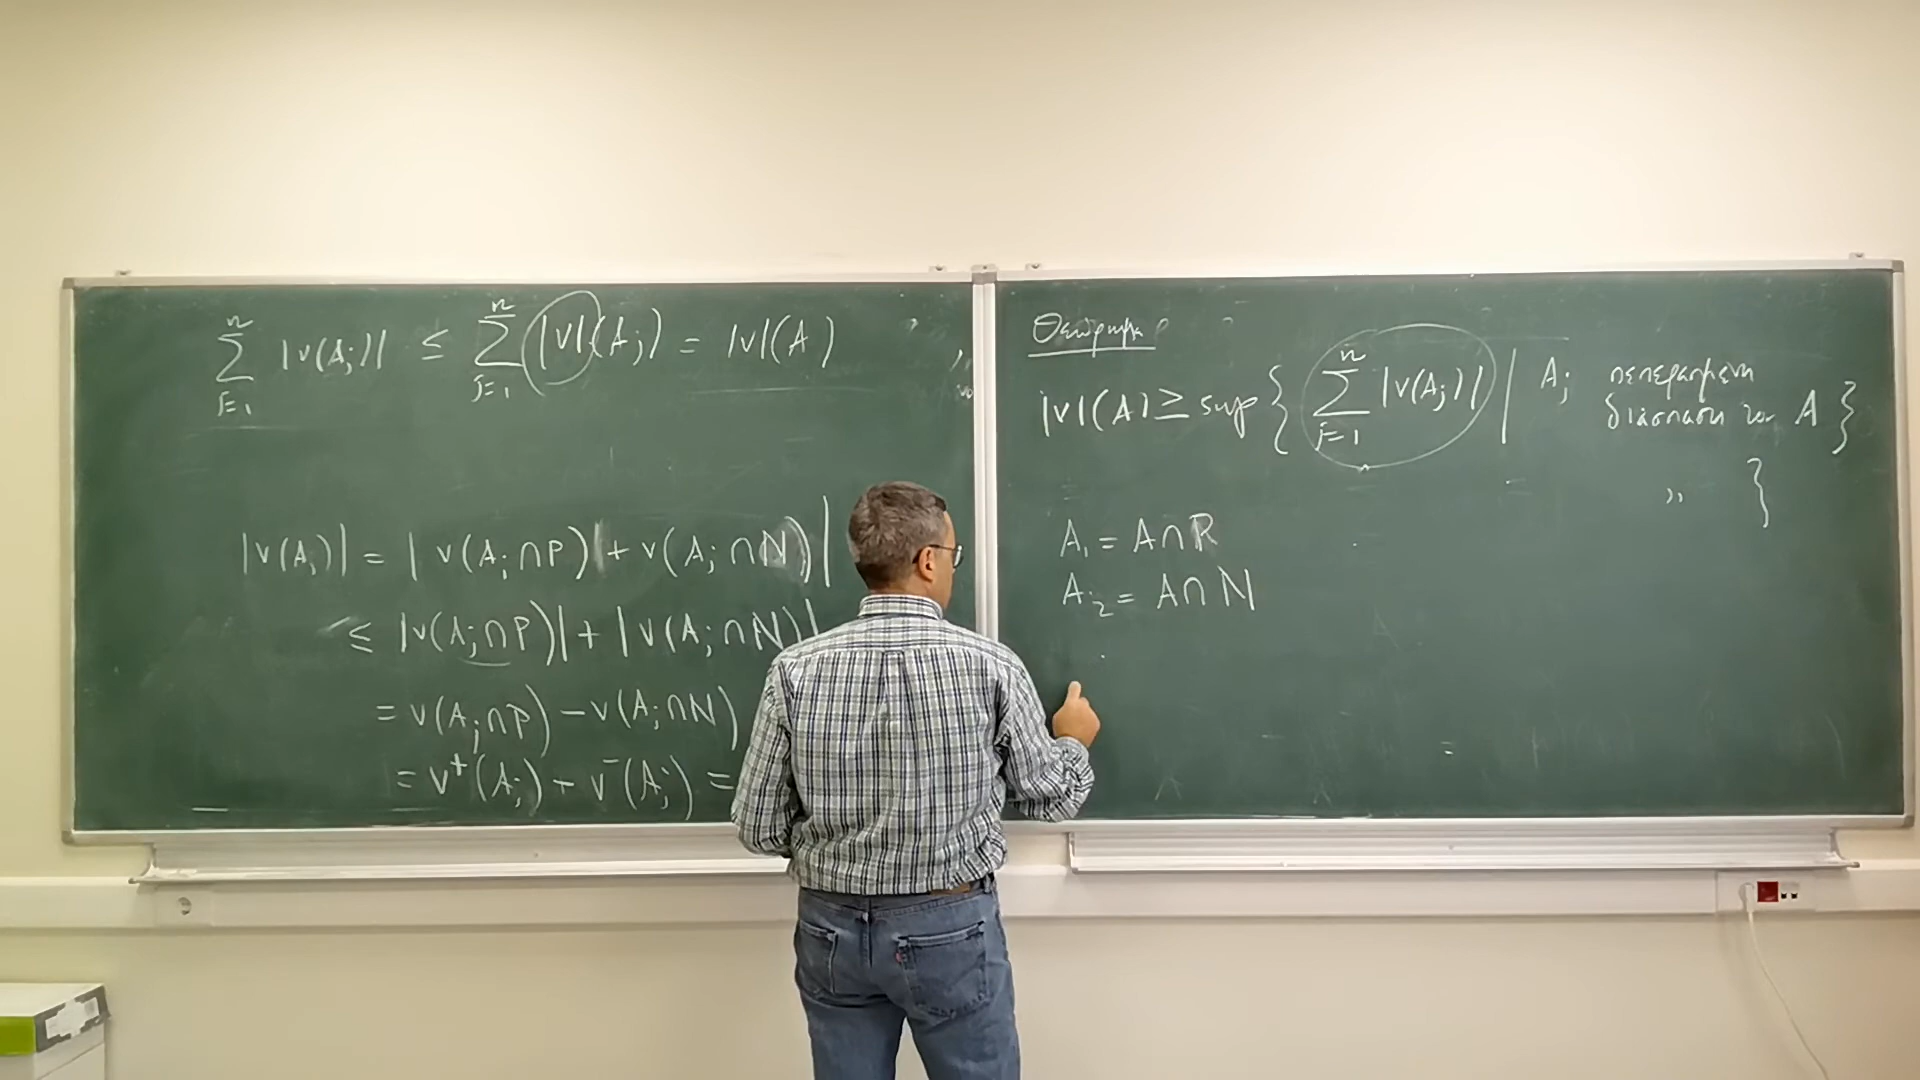 n n
∑ |ν(A_j)| ≤ ∑ |ν|(A_j) = |ν|(A)
j=1 j=1
|ν(A_j)| = | ν(A_j ∩ P) + ν(A_j ∩ N) |
≤ |ν(A_j ∩ P)| + |ν(A_j ∩ N)|
= ν(A_j ∩ P) − ν(A_j ∩ N)
= ν⁺(A_j) + ν⁻(A_j) =
Θεώρημα
n
|ν|(A) ≥ sup { ∑ |ν(A_j)| | A_j πεπερασμένη
j=1 διάσπαση του A }
,, }
A₁ = A ∩ P
A₂ = A ∩ N